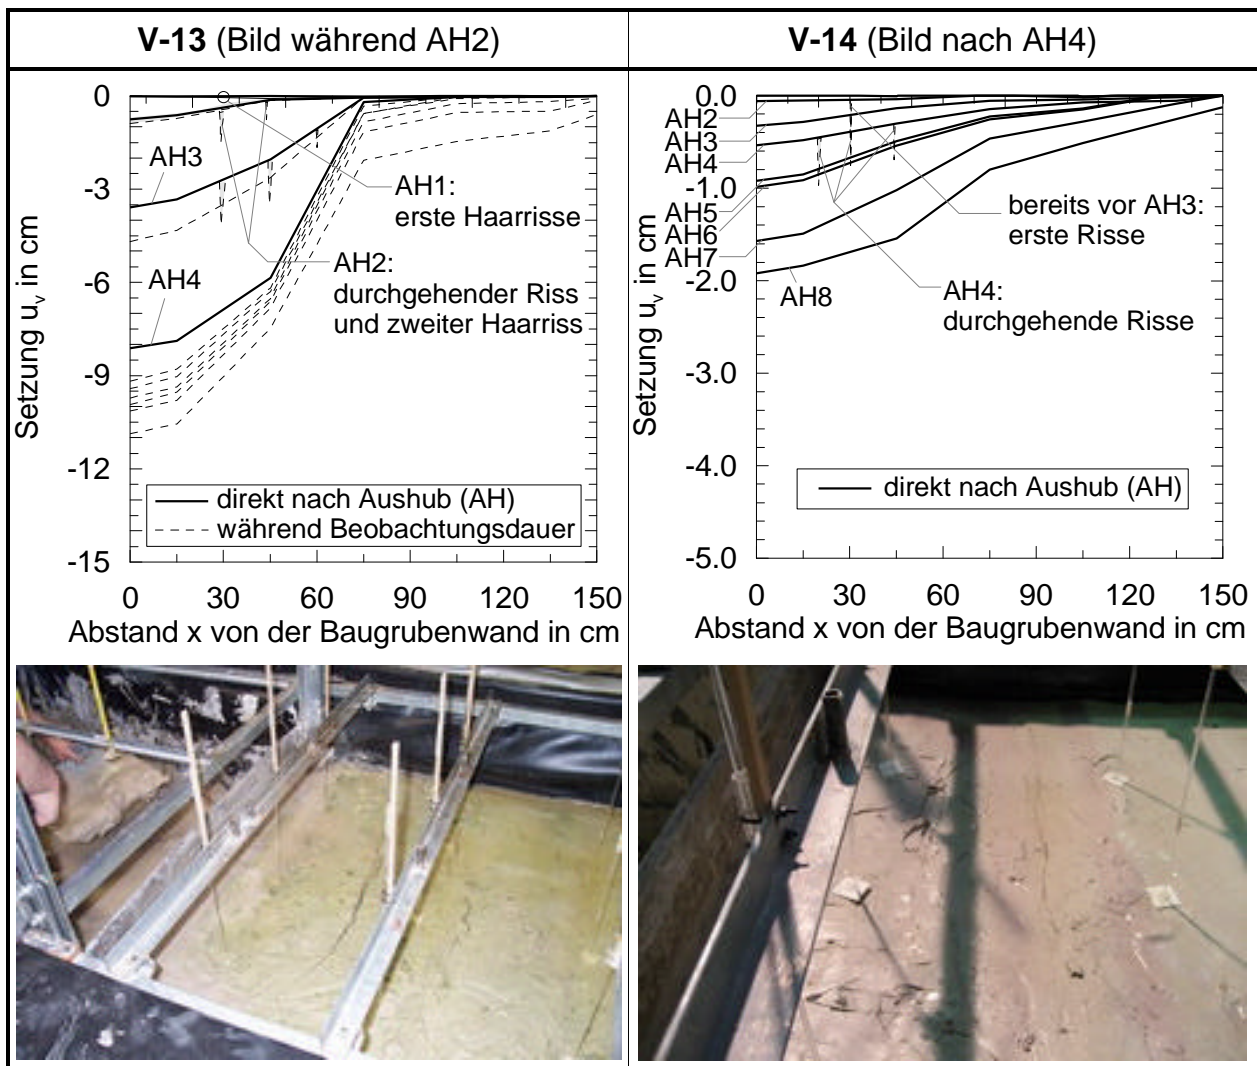 V-13 (Bild während AH2)
V-14 (Bild nach AH4)
0
-3
-6
-9
-12
-15
Setzung u_v in cm
AH3
AH4
AH1:
erste Haarrisse
AH2:
durchgehender Riss
und zweiter Haarriss
direkt nach Aushub (AH)
während Beobachtungsdauer
0 30 60 90 120 150
Abstand x von der Baugrubenwand in cm
0.0
-1.0
-2.0
-3.0
-4.0
-5.0
Setzung u_v in cm
AH2
AH3
AH4
AH5
AH6
AH7
AH8
bereits vor AH3:
erste Risse
AH4:
durchgehende Risse
direkt nach Aushub (AH)
0 30 60 90 120 150
Abstand x von der Baugrubenwand in cm